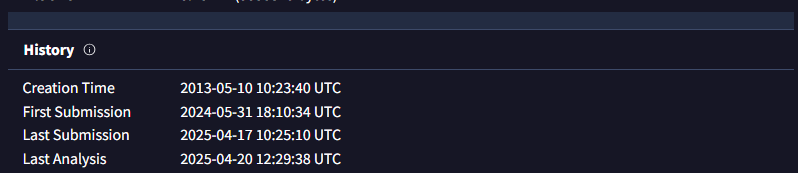 History
Creation Time 2013-05-10 10:23:40 UTC
First Submission 2024-05-31 18:10:34 UTC
Last Submission 2025-04-17 10:25:10 UTC
Last Analysis 2025-04-20 12:29:38 UTC